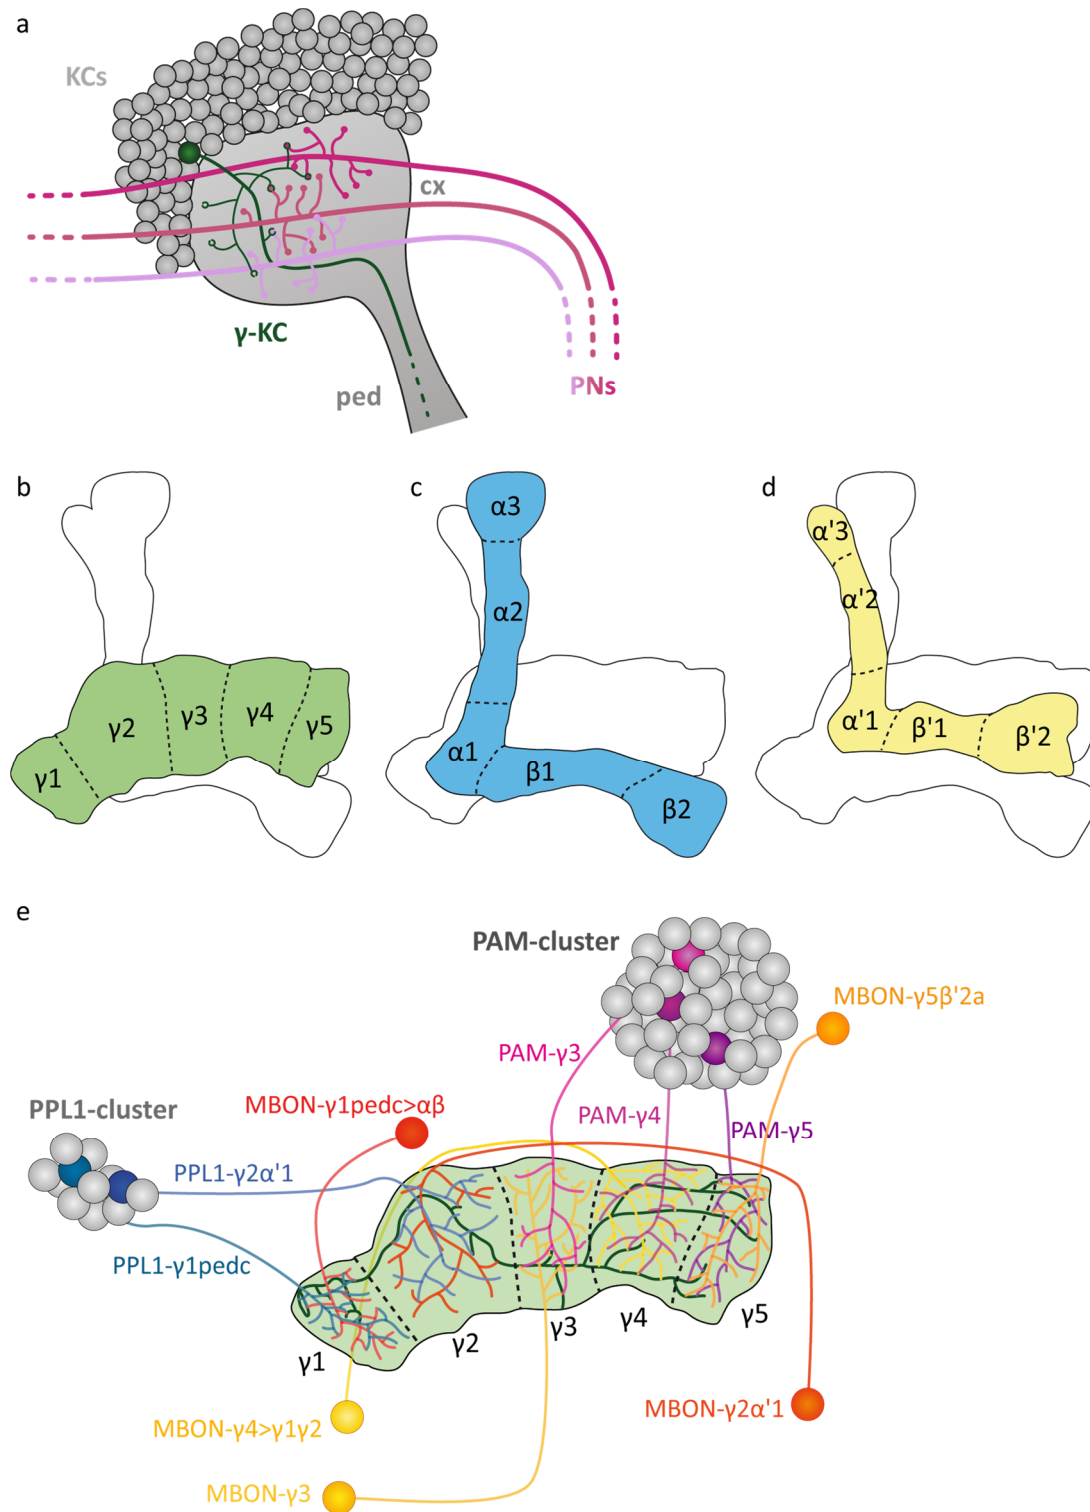 a
KCs
cx
γ-KC
ped
PNs
b
c
d
γ1
γ2
γ3
γ4
γ5
α3
α2
α1
β1
β2
α'3
α'2
α'1
β'1
β'2
e
PAM-cluster
MBON-γ5β'2a
PAM-γ3
PPL1-cluster
MBON-γ1pedc>αβ
PAM-γ4
PAM-γ5
PPL1-γ2α'1
PPL1-γ1pedc
γ1
γ2
γ3
γ4
γ5
MBON-γ4>γ1γ2
MBON-γ2α'1
MBON-γ3